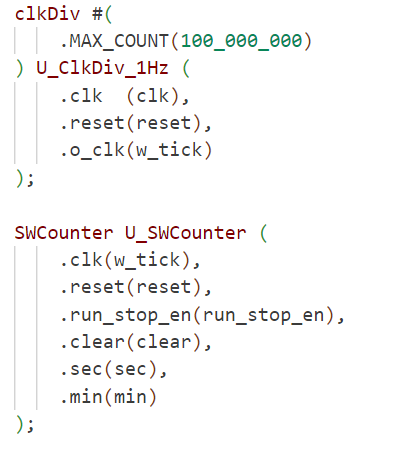 clkDiv #(
    .MAX_COUNT(100_000_000)
) U_ClkDiv_1Hz (
    .clk  (clk),
    .reset(reset),
    .o_clk(w_tick)
);

SWCounter U_SWCounter (
    .clk(w_tick),
    .reset(reset),
    .run_stop_en(run_stop_en),
    .clear(clear),
    .sec(sec),
    .min(min)
);